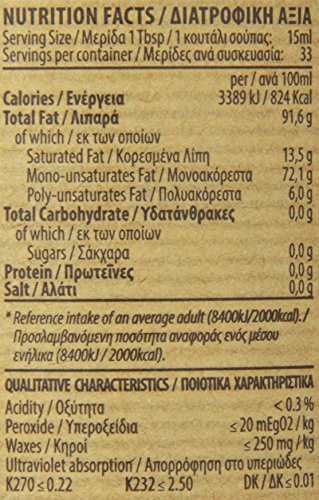 NUTRITION FACTS / ΔΙΑΤΡΟΦΙΚΗ ΑΞΙΑ
Serving Size / Μερίδα 1 Tbsp / 1 κουτάλι σούπας: 15ml
Servings per container / Μερίδες ανά συσκευασία: 33
per / ανά 100ml
Calories / Ενέργεια 3389 kJ / 824 Kcal
Total Fat / Λιπαρά 91,6 g
of which / εκ των οποίων
Saturated Fat / Κορεσμένα Λίπη 13,5 g
Mono-unsaturates Fat / Μονοακόρεστα 72,1 g
Poly-unsaturates Fat / Πολυακόρεστα 6,0 g
Total Carbohydrate / Υδατάνθρακες 0,0 g
of which / εκ των οποίων
Sugars / Σάκχαρα 0,0 g
Protein / Πρωτεΐνες 0,0 g
Salt / Αλάτι 0,0 g
* Reference intake of an average adult (8400kJ/2000kcal). /
Προσλαμβανόμενη ποσότητα αναφοράς ενός μέσου
ενήλικα (8400kJ / 2000kcal).
QUALITATIVE CHARACTERISTICS / ΠΟΙΟΤΙΚΑ ΧΑΡΑΚΤΗΡΙΣΤΙΚΑ
Acidity / Οξύτητα < 0.3 %
Peroxide / Υπεροξείδια ≤ 20 mEgO2 / kg
Waxes / Κηροί ≤ 250 mg / kg
Ultraviolet absorption / Απορρόφηση στο υπεριώδες
K270 ≤ 0.22 K232 ≤ 2.50 DK / ΔΚ ≤ 0.01